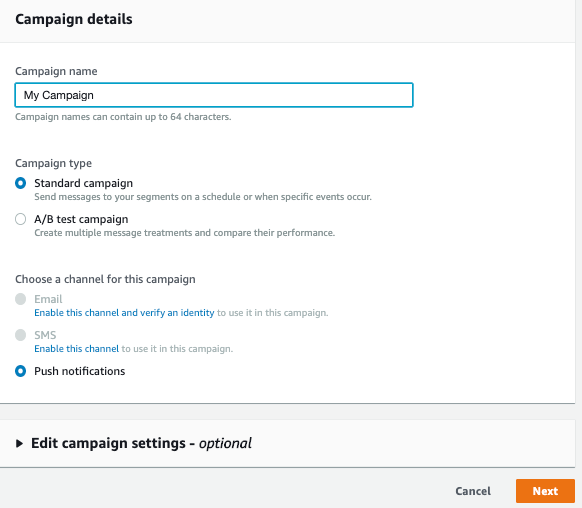 Campaign details
Campaign name
My Campaign
Campaign names can contain up to 64 characters.
Campaign type
Standard campaign
Send messages to your segments on a schedule or when specific events occur.
A/B test campaign
Create multiple message treatments and compare their performance.
Choose a channel for this campaign
Email
Enable this channel and verify an identity to use it in this campaign.
SMS
Enable this channel to use it in this campaign.
Push notifications
Edit campaign settings - optional
Cancel Next